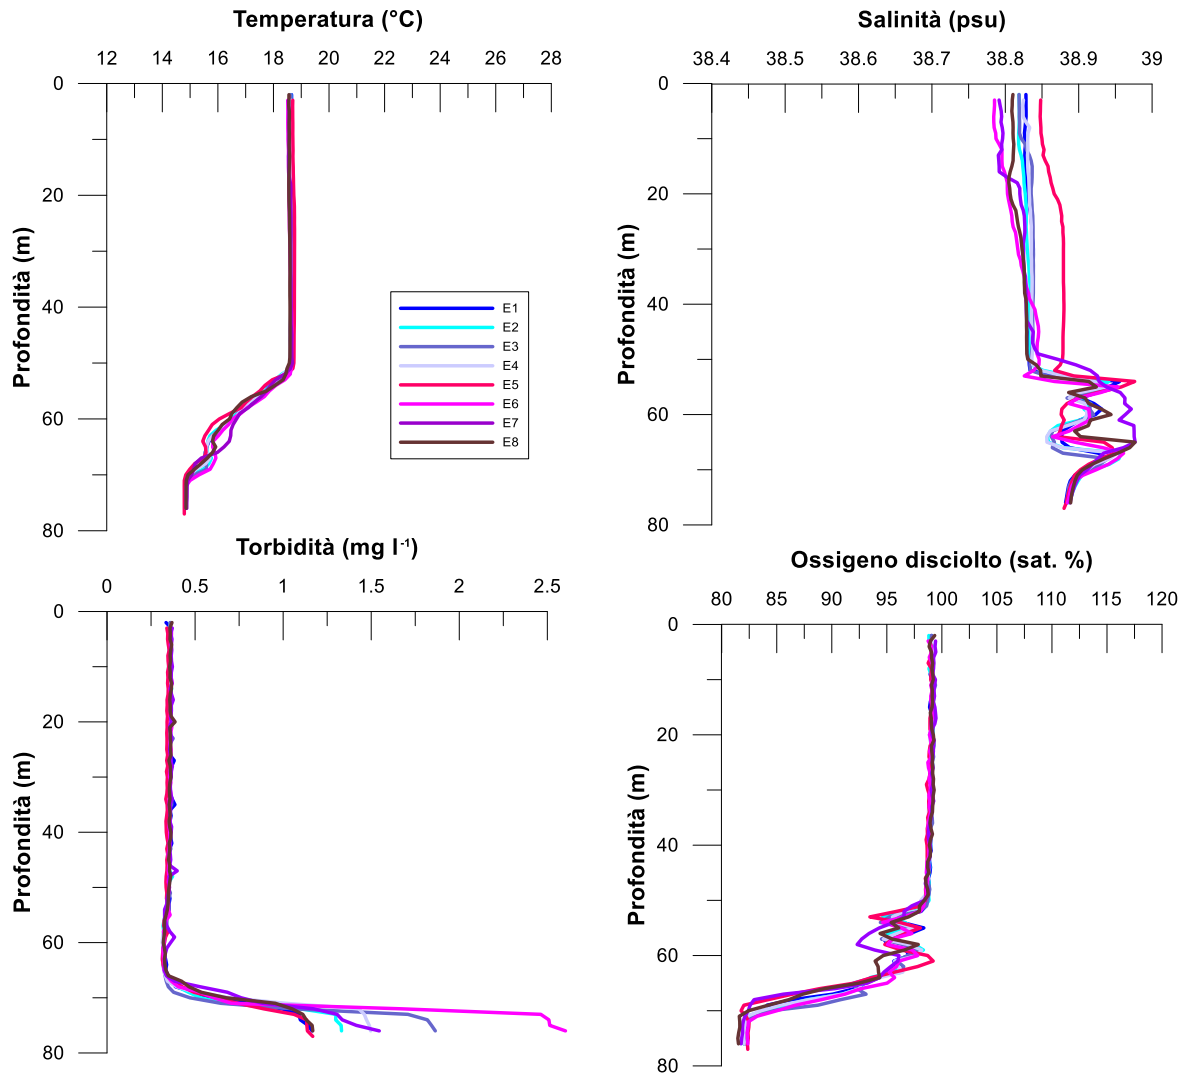 Temperatura (°C)
12 14 16 18 20 22 24 26 28
0
20
40
60
80
Profondità (m)
E1
E2
E3
E4
E5
E6
E7
E8
Salinità (psu)
38.4 38.5 38.6 38.7 38.8 38.9 39
0
20
40
60
80
Profondità (m)
Torbidità (mg l⁻¹)
0 0.5 1 1.5 2 2.5
0
20
40
60
80
Profondità (m)
Ossigeno disciolto (sat. %)
80 85 90 95 100 105 110 115 120
0
20
40
60
80
Profondità (m)